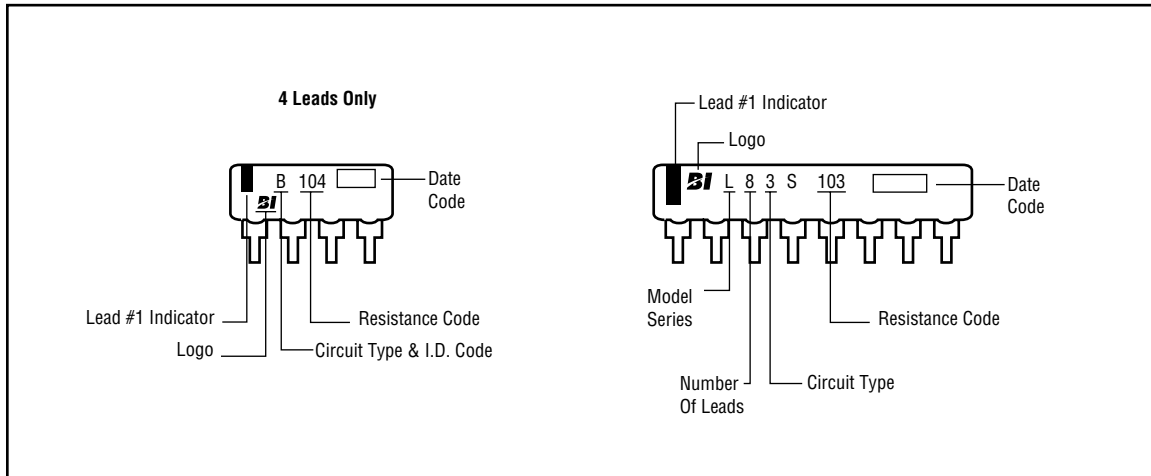 4 Leads Only
B 104
BI
Date
Code
Lead #1 Indicator
Logo
Resistance Code
Circuit Type & I.D. Code
Lead #1 Indicator
Logo
BI L 8 3 S 103
Date
Code
Model
Series
Resistance Code
Number
Of Leads
Circuit Type